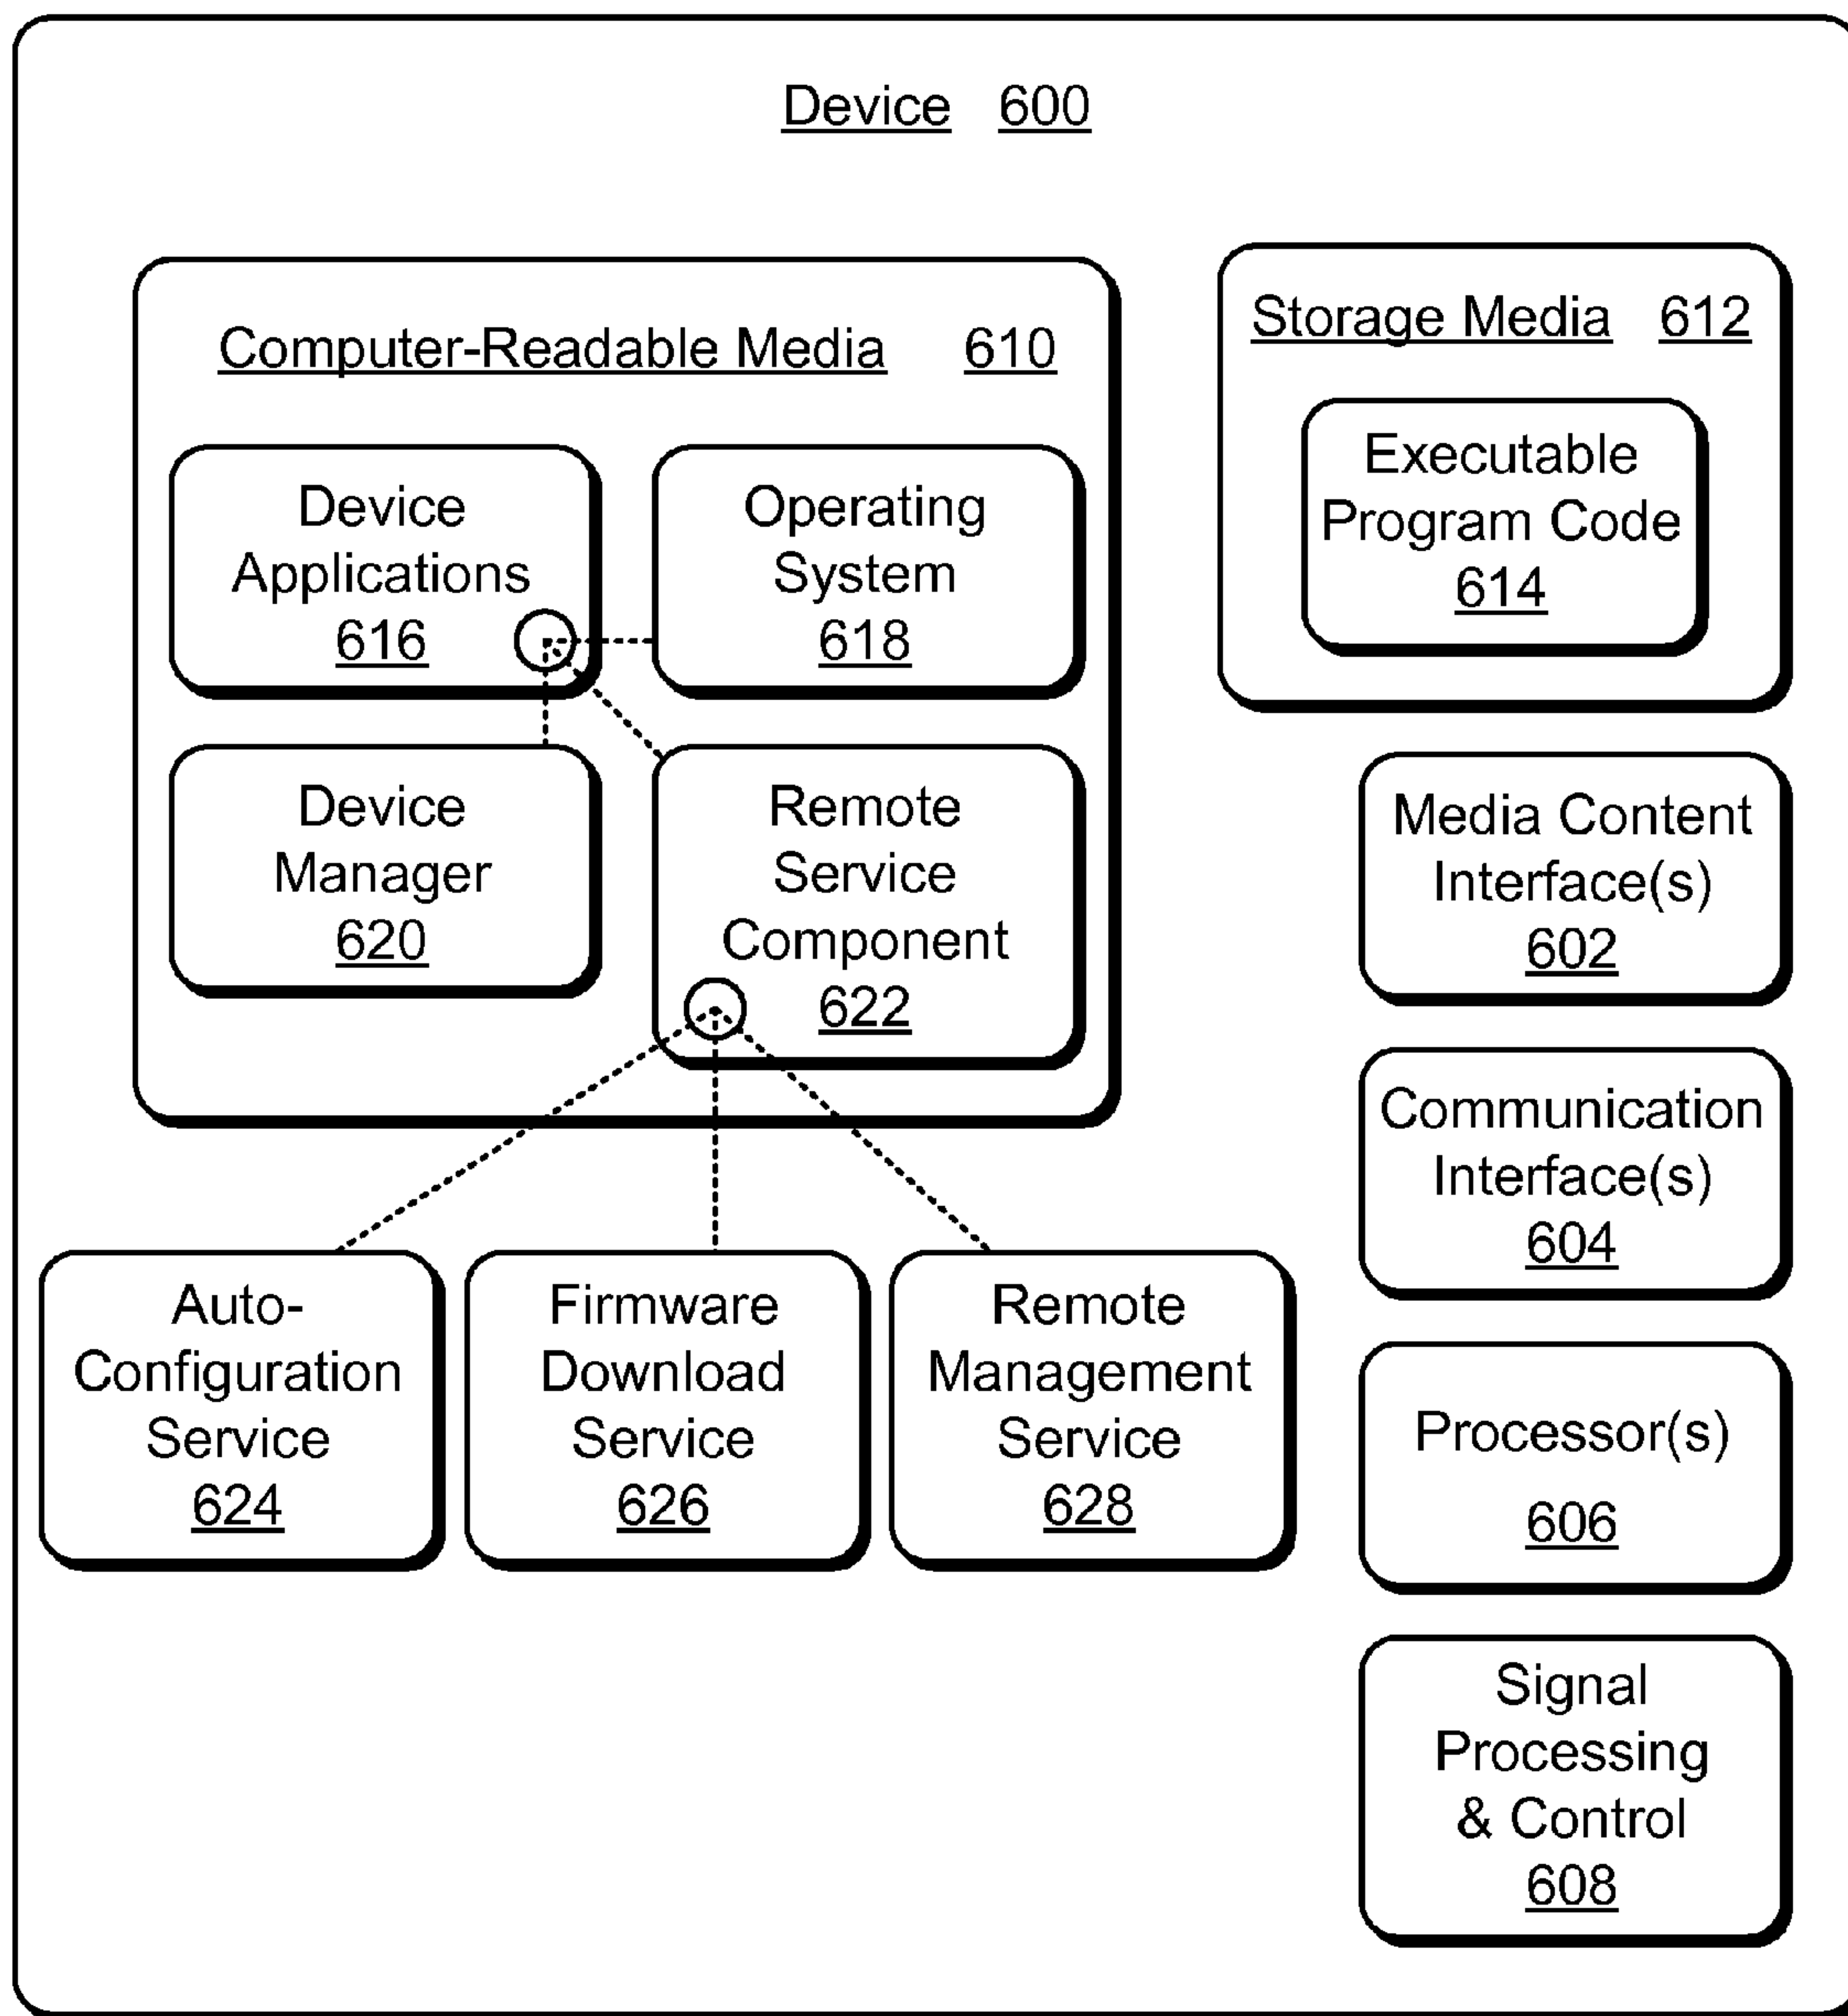 Device 600
Computer-Readable Media 610
Device
Applications
616
Operating
System
618
Device
Manager
620
Remote
Service
Component
622
Auto-
Configuration
Service
624
Firmware
Download
Service
626
Remote
Management
Service
628
Storage Media 612
Executable
Program Code
614
Media Content
Interface(s)
602
Communication
Interface(s)
604
Processor(s)
606
Signal
Processing
& Control
608